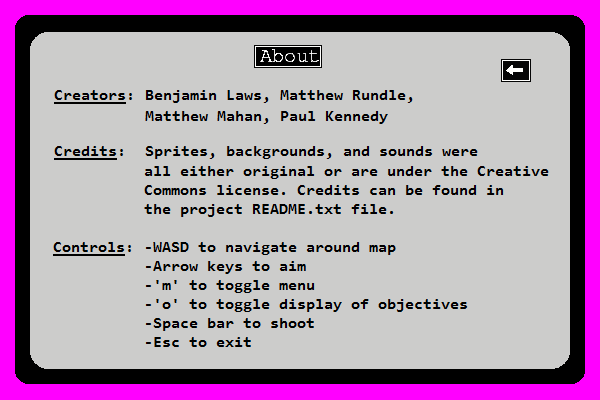 About
Creators: Benjamin Laws, Matthew Rundle,
Matthew Mahan, Paul Kennedy
Credits: Sprites, backgrounds, and sounds were
all either original or are under the Creative
Commons license. Credits can be found in
the project README.txt file.
Controls: -WASD to navigate around map
-Arrow keys to aim
-'m' to toggle menu
-'o' to toggle display of objectives
-Space bar to shoot
-Esc to exit